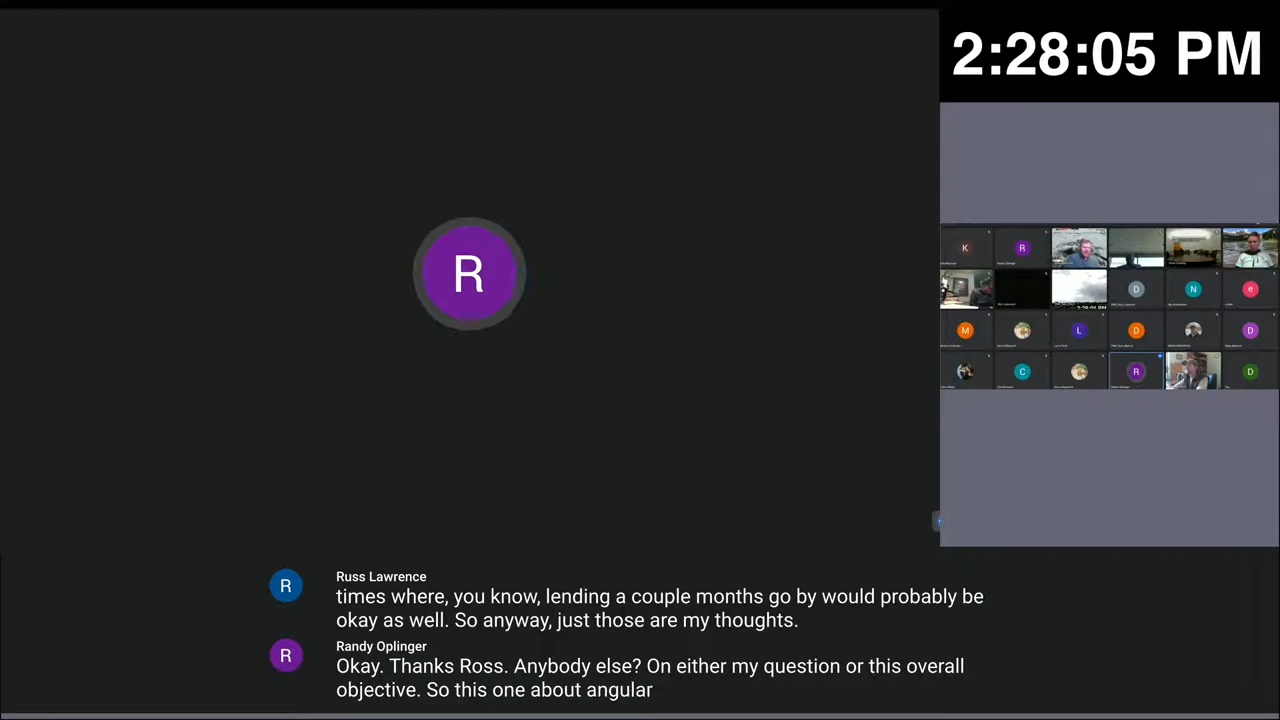 2:28:05 PM
R
K
R
D
N
e
M
L
D
D
C
R
D
R
Russ Lawrence
times where, you know, lending a couple months go by would probably be
okay as well. So anyway, just those are my thoughts.
R
Randy Oplinger
Okay. Thanks Ross. Anybody else? On either my question or this overall
objective. So this one about angular